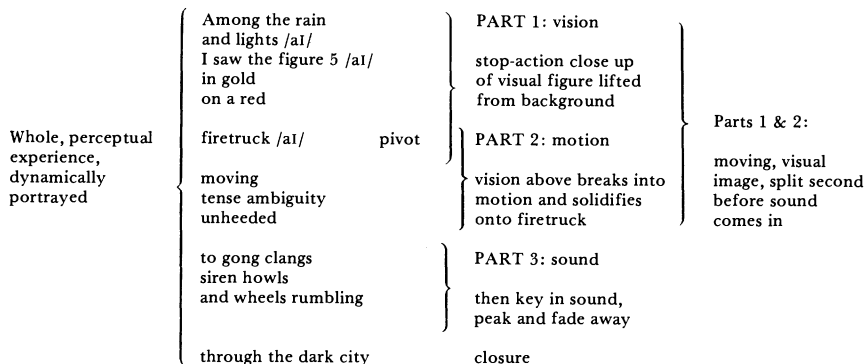 Among the rain
and lights /aI/
I saw the figure 5 /aI/
in gold
on a red
firetruck /aI/ pivot
moving
tense ambiguity
unheeded
to gong clangs
siren howls
and wheels rumbling
through the dark city
Whole, perceptual
experience,
dynamically
portrayed
PART 1: vision
stop-action close up
of visual figure lifted
from background
PART 2: motion
vision above breaks into
motion and solidifies
onto firetruck
PART 3: sound
then key in sound,
peak and fade away
closure
Parts 1 & 2:
moving, visual
image, split second
before sound
comes in